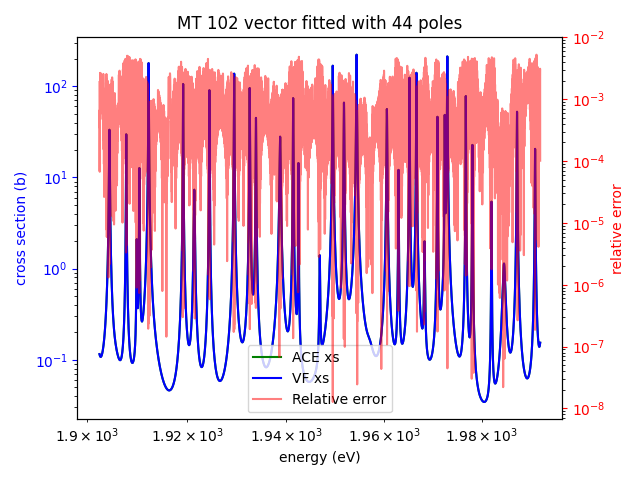 MT 102 vector fitted with 44 poles
cross section (b)
10²
10¹
10⁰
10⁻¹
10⁻²
10⁻³
10⁻⁴
10⁻⁵
10⁻⁶
10⁻⁷
10⁻⁸
relative error
ACE xs
VF xs
Relative error
1.9 × 10³ 1.92 × 10³ 1.94 × 10³ 1.96 × 10³ 1.98 × 10³
energy (eV)